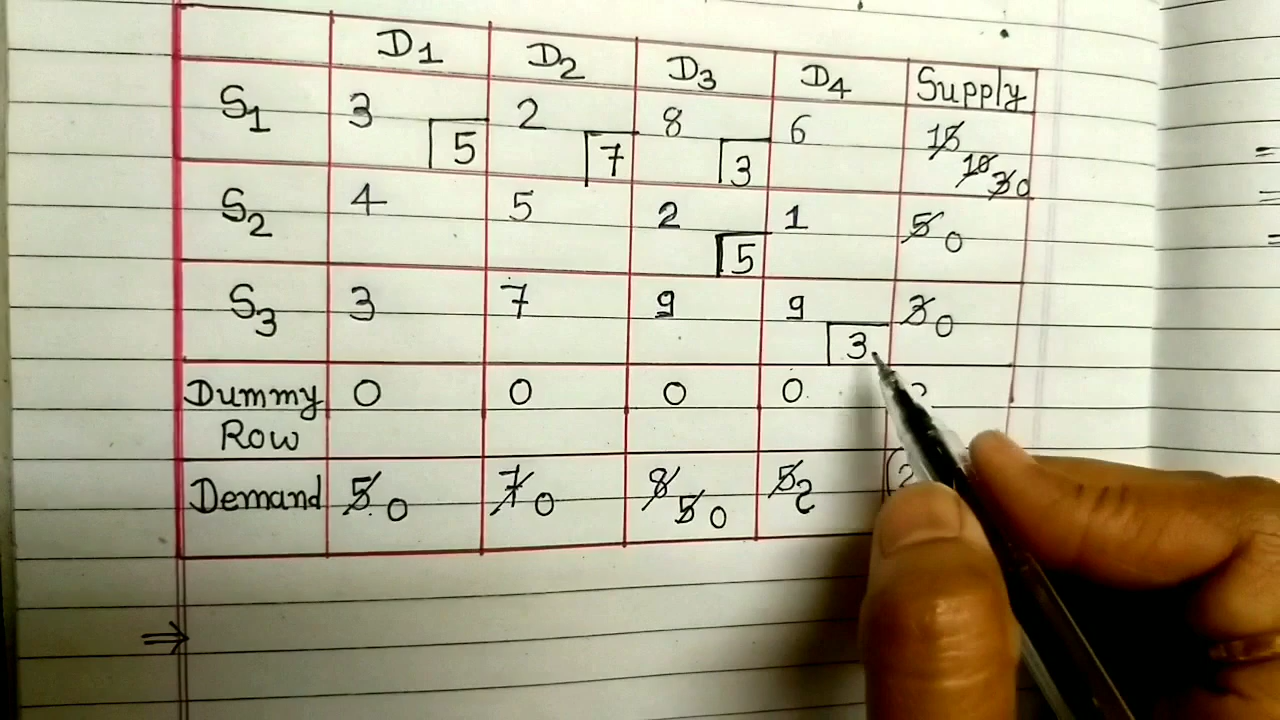 D1 D2 D3 D4 Supply
S1 3 5 2 7 8 3 6 15 10 3 0
S2 4 5 2 5 1 5 0
S3 3 7 9 9 3 3 0
Dummy Row 0 0 0 0
Demand 5 0 7 0 8 5 0 5 2
⇒